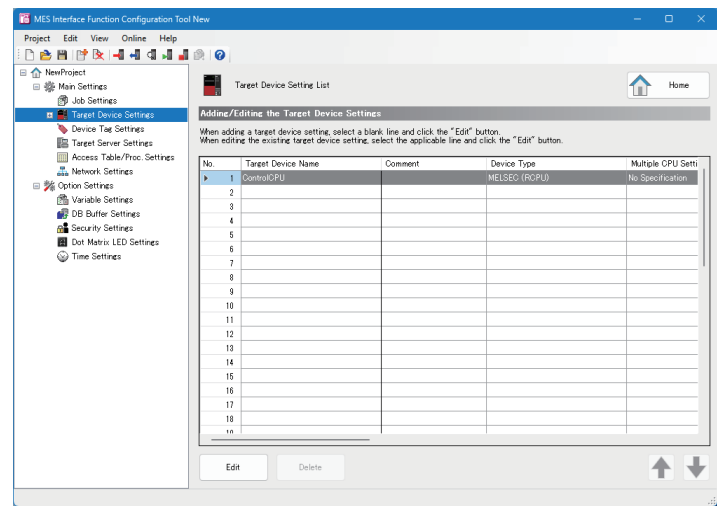 MES Interface Function Configuration Tool New
Project Edit View Online Help
NewProject
Main Settings
Job Settings
Target Device Settings
Device Tag Settings
Target Server Settings
Access Table/Proc. Settings
Network Settings
Option Settings
Variable Settings
DB Buffer Settings
Security Settings
Dot Matrix LED Settings
Time Settings
Target Device Setting List
Home
Adding/Editing the Target Device Settings
When adding a target device setting, select a blank line and click the "Edit" button.
When editing the existing target device setting, select the applicable line and click the "Edit" button.
No. Target Device Name Comment Device Type Multiple CPU Setti
1 ControlCPU MELSEC (RCPU) No Specification
2
3
4
5
6
7
8
9
10
11
12
13
14
15
16
17
18
19
Edit Delete